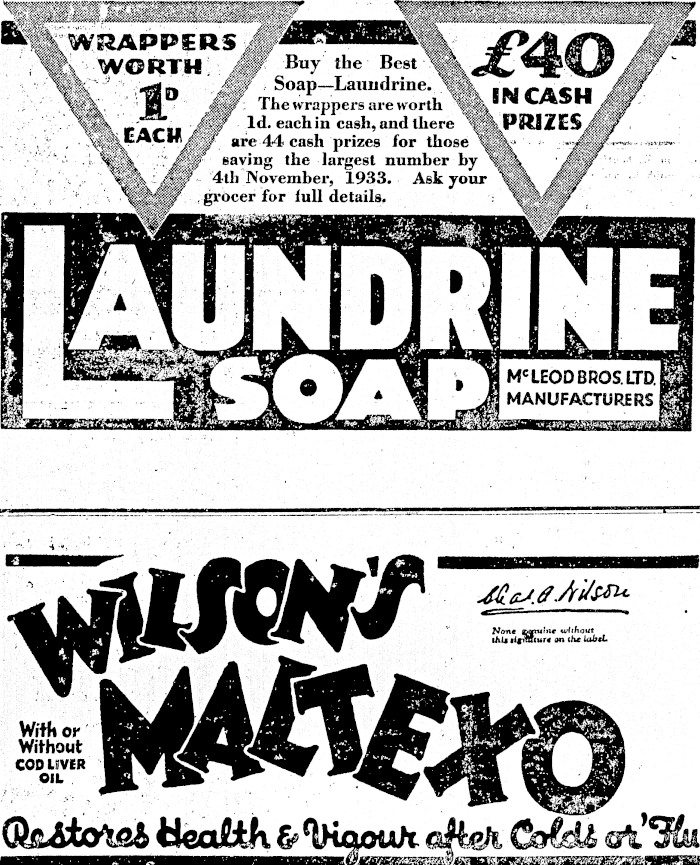 WRAPPERS
WORTH
1D
EACH
Buy the Best
Soap—Laundrine.
The wrappers are worth
1d. each in cash, and there
are 44 cash prizes for those
saving the largest number by
4th November, 1933. Ask your
grocer for full details.
£40
IN CASH
PRIZES
LAUNDRINE
SOAP
McLEOD BROS. LTD.
MANUFACTURERS
WILSON'S
Chas. A. Wilson
None genuine without
this signature on the label.
MALTEXO
With or
Without
COD LIVER
OIL
Restores Health & Vigour after Colds or 'Flu